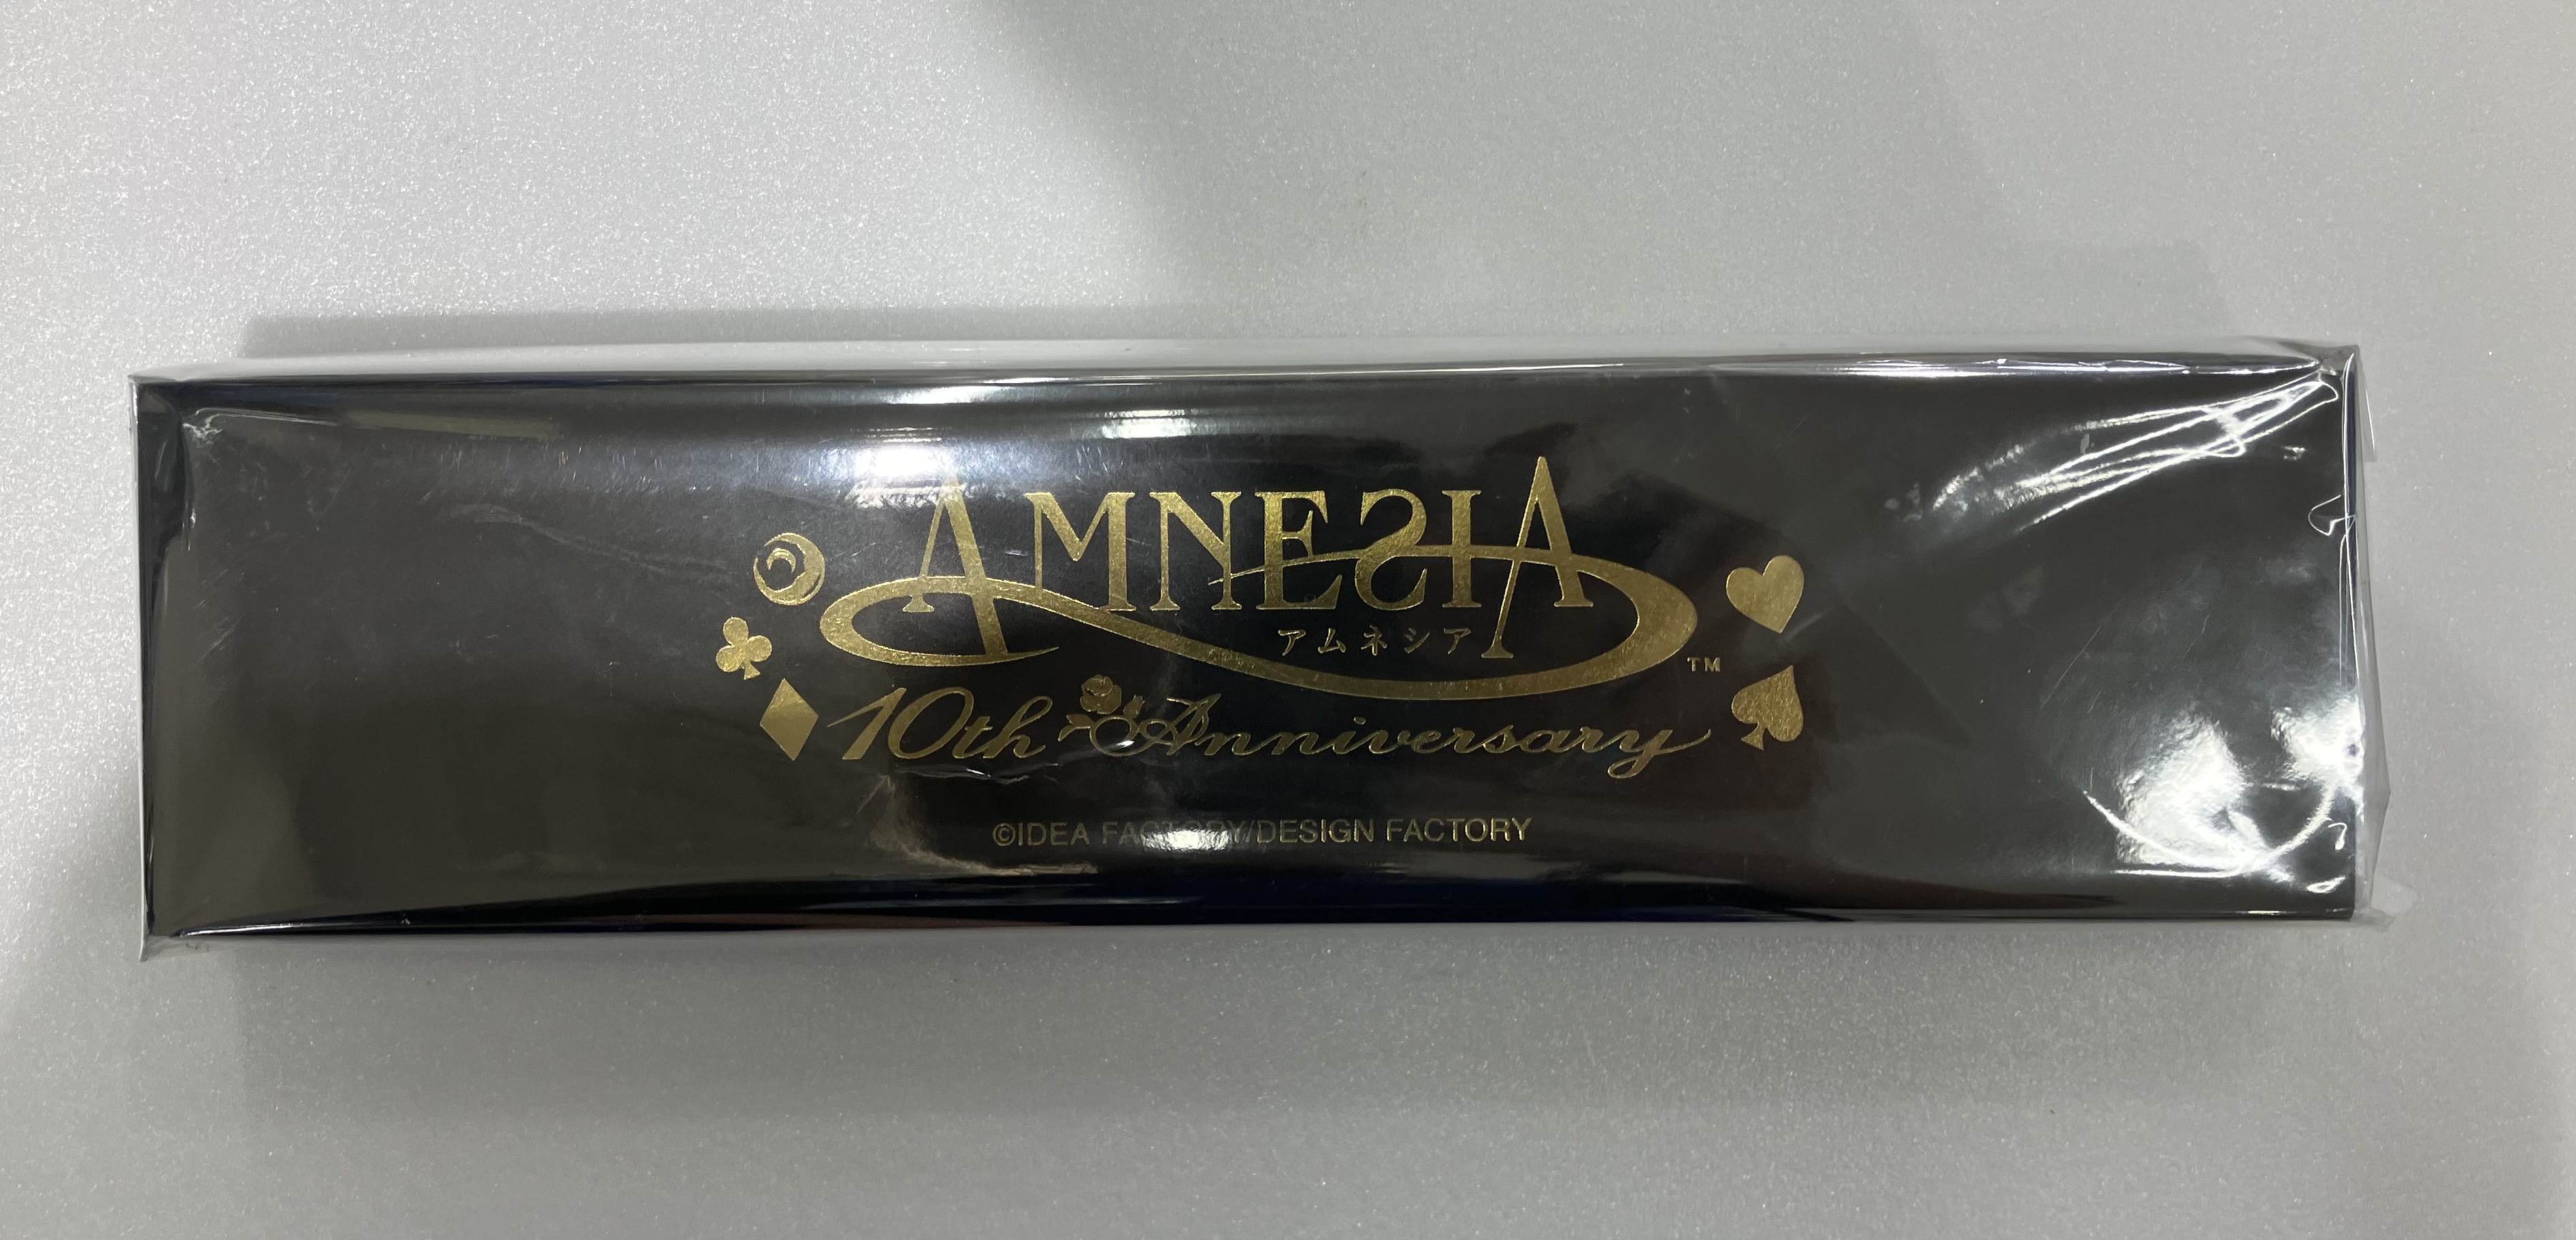 AMNESIA
アムネシア
TM
10th Anniversary
©IDEA FACTORY/DESIGN FACTORY